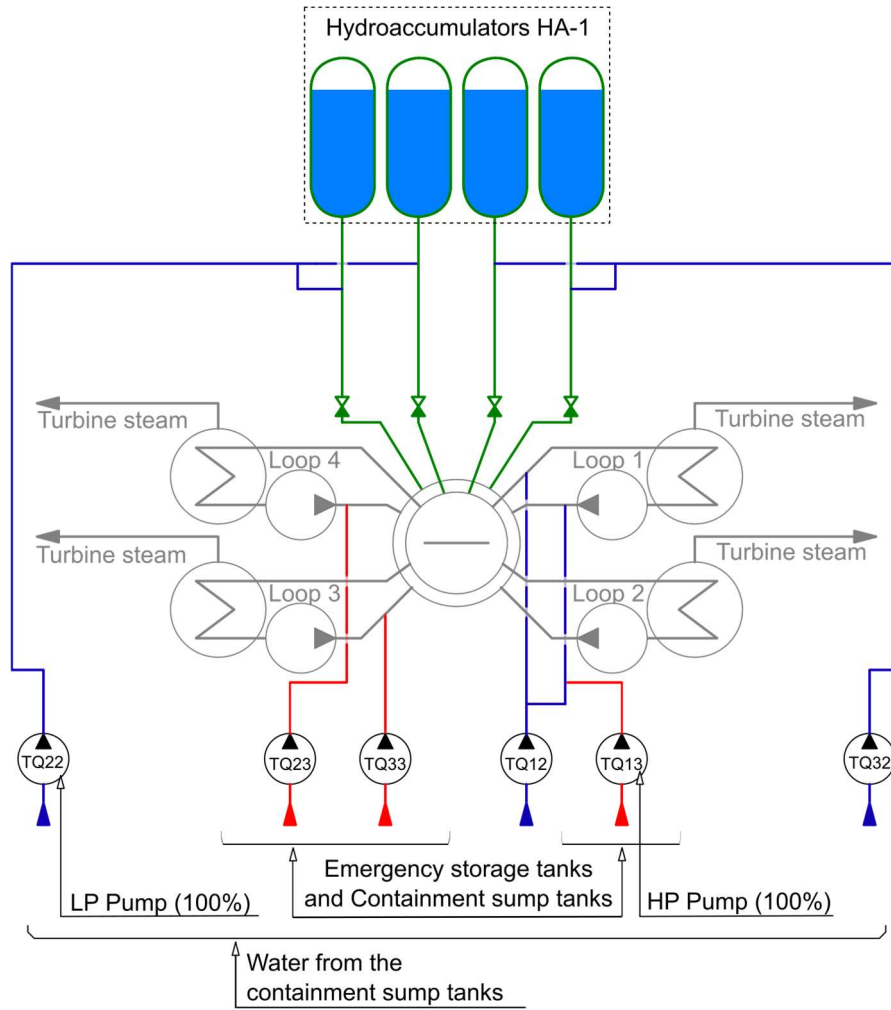 Hydroaccumulators HA-1
Turbine steam
Turbine steam
Loop 4
Loop 1
Turbine steam
Turbine steam
Loop 3
Loop 2
TQ22
TQ23
TQ33
TQ12
TQ13
TQ32
Emergency storage tanks
and Containment sump tanks
LP Pump (100%)
HP Pump (100%)
Water from the
containment sump tanks